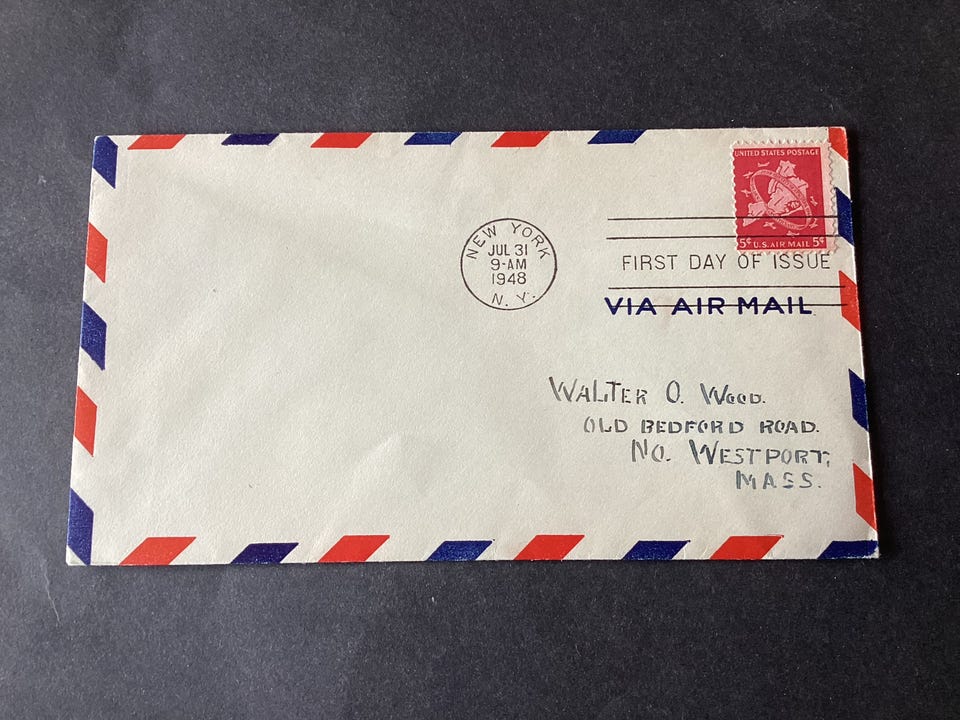 UNITED STATES POSTAGE
5¢ U.S. AIR MAIL 5¢
NEW YORK
JUL 31
9-AM
1948
N. Y.
FIRST DAY OF ISSUE
VIA AIR MAIL
WALTER O. WOOD.
OLD BEDFORD ROAD.
NO. WESTPORT,
MASS.